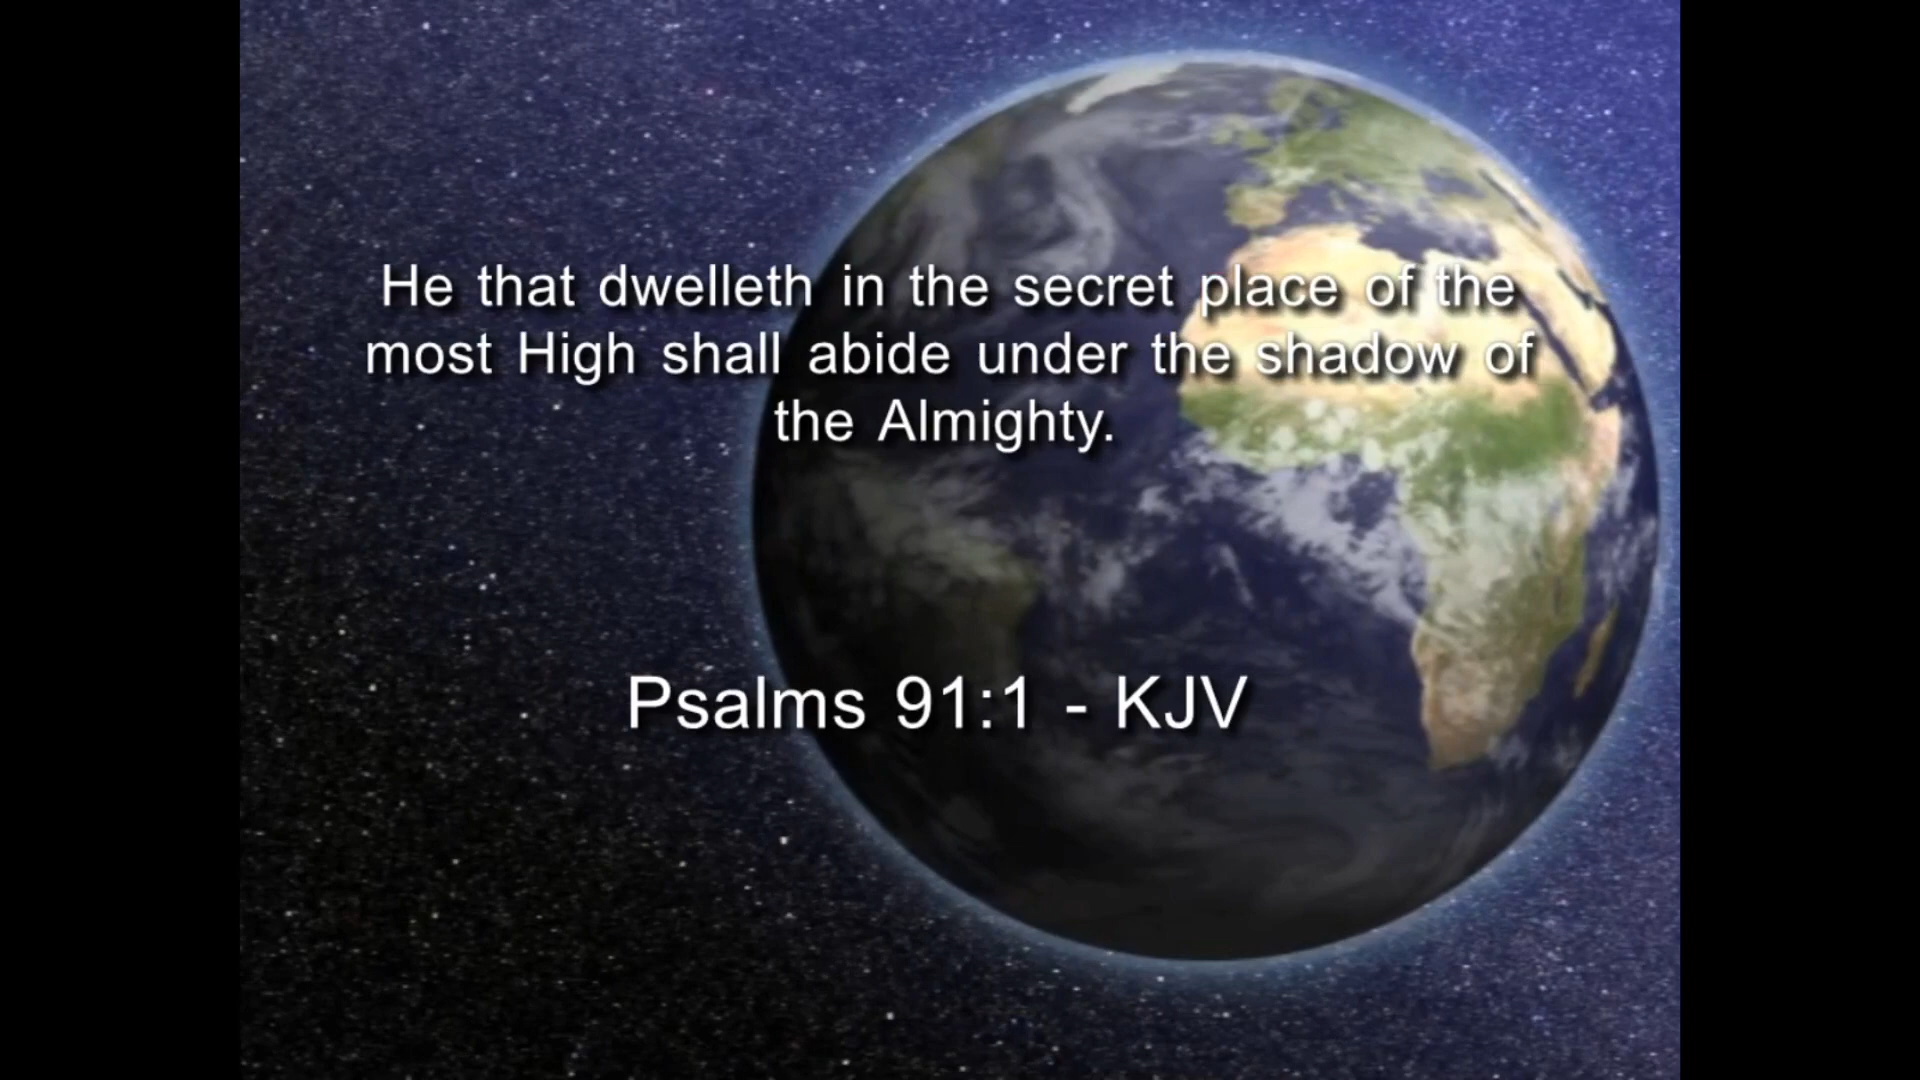 He that dwelleth in the secret place of the
most High shall abide under the shadow of
the Almighty.
Psalms 91:1 - KJV